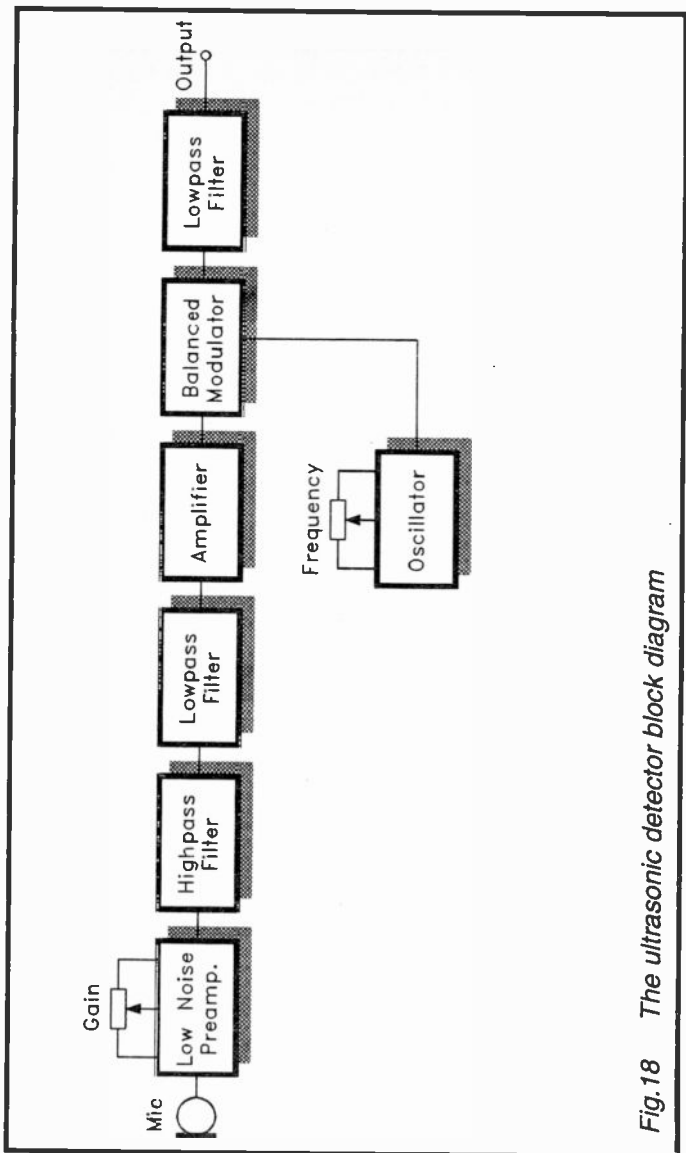 Mic
Gain
Low Noise
Preamp.
Highpass
Filter
Lowpass
Filter
Amplifier
Balanced
Modulator
Lowpass
Filter
Output
Frequency
Oscillator
Fig.18 The ultrasonic detector block diagram